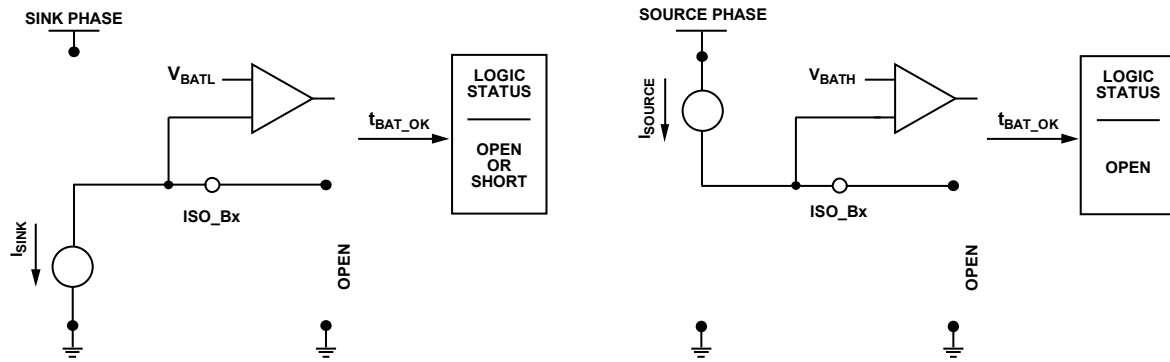 SINK PHASE
V_BATL
t_BAT_OK
LOGIC
STATUS
OPEN
OR
SHORT
ISO_Bx
I_SINK
OPEN
SOURCE PHASE
I_SOURCE
V_BATH
t_BAT_OK
LOGIC
STATUS
OPEN
ISO_Bx
OPEN